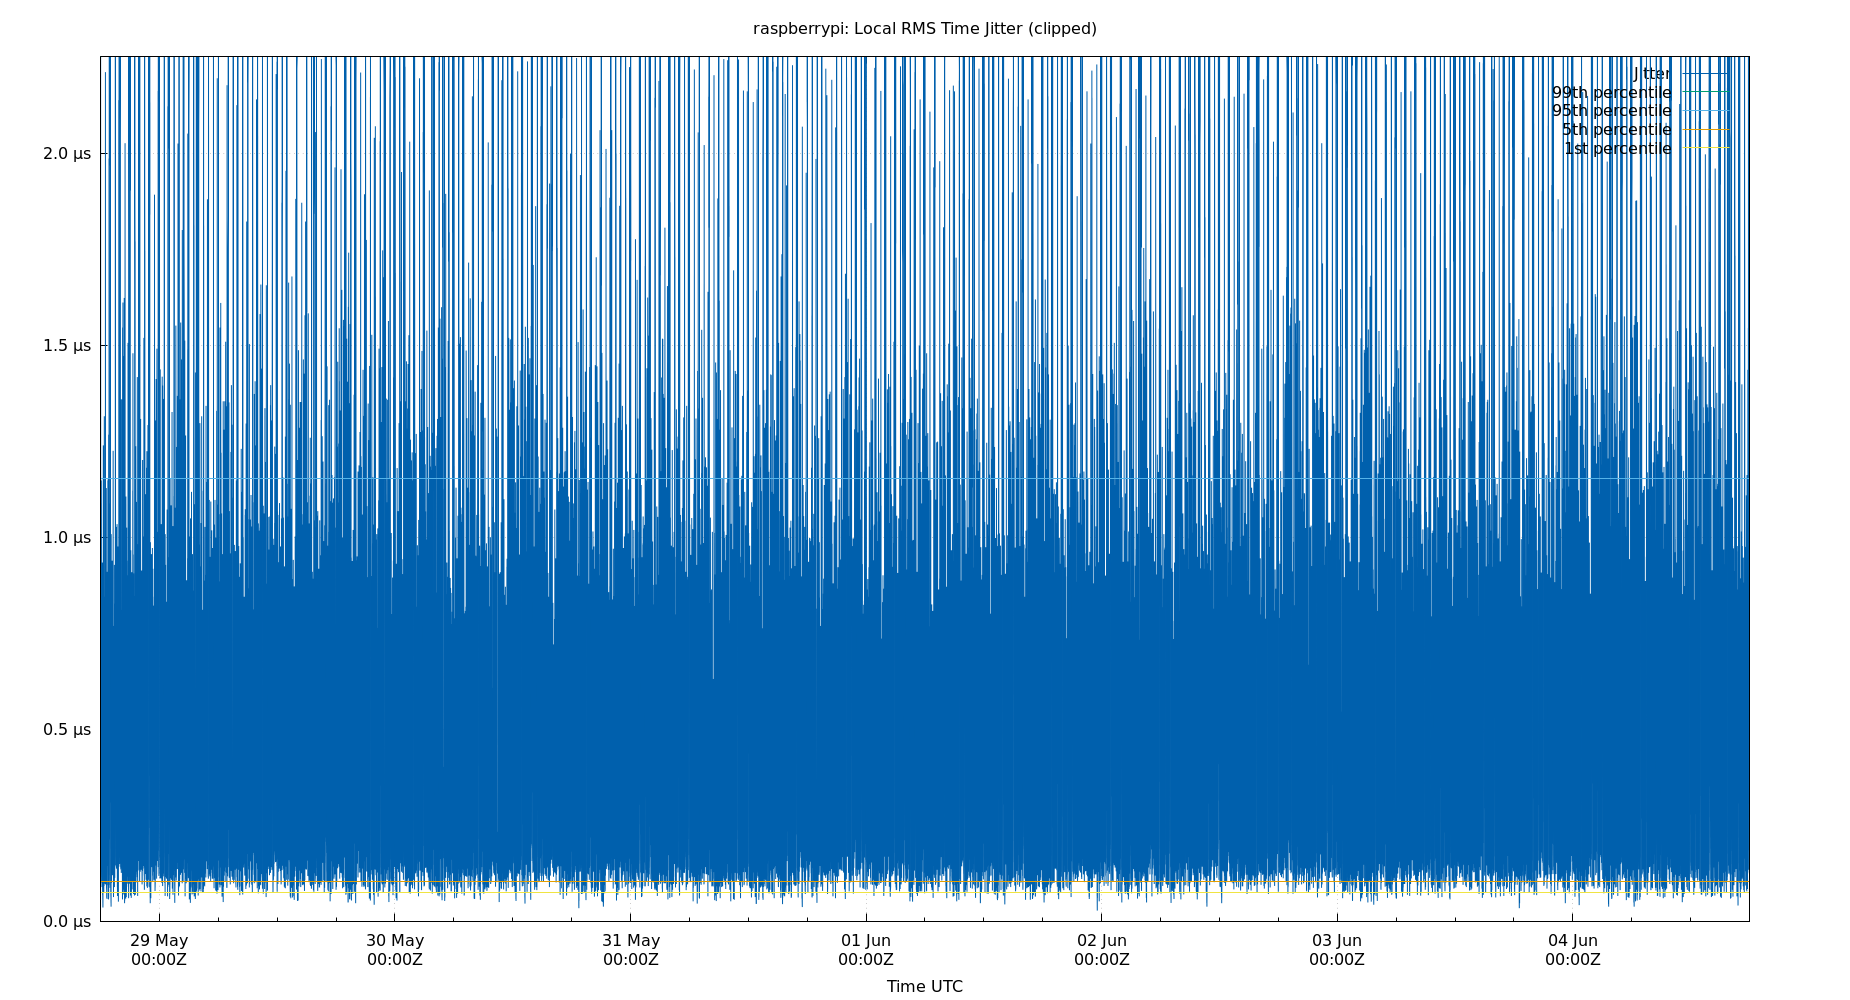 raspberrypi: Local RMS Time Jitter (clipped)
Jitter
99th percentile
95th percentile
5th percentile
1st percentile
2.0 µs
1.5 µs
1.0 µs
0.5 µs
0.0 µs
29 May 30 May 31 May 01 Jun 02 Jun 03 Jun 04 Jun
00:00Z 00:00Z 00:00Z 00:00Z 00:00Z 00:00Z 00:00Z
Time UTC